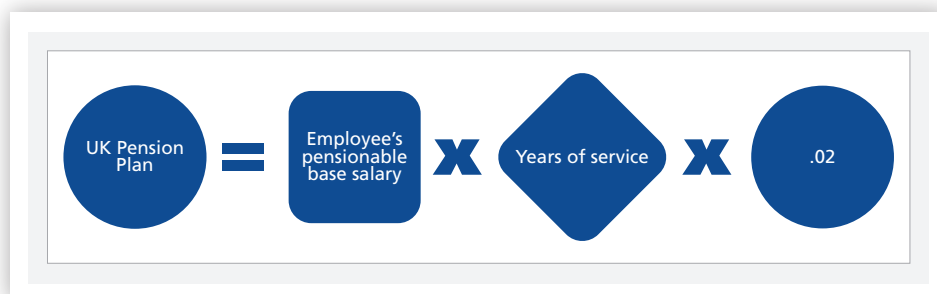 UK Pension
Plan
=
Employee's
pensionable
base salary
x
Years of service
x
.02